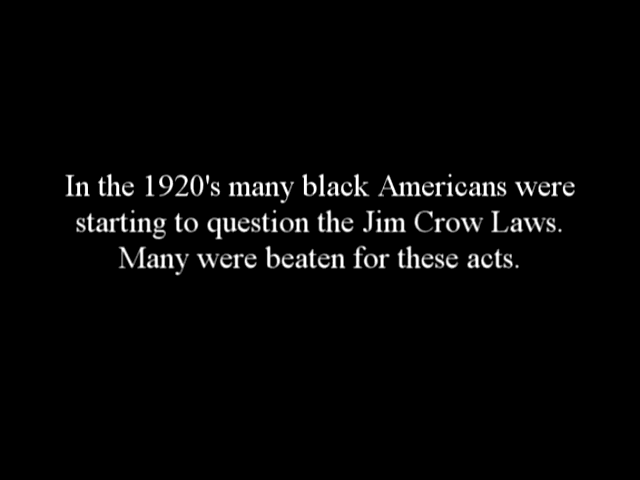 In the 1920's many black Americans were
starting to question the Jim Crow Laws.
Many were beaten for these acts.